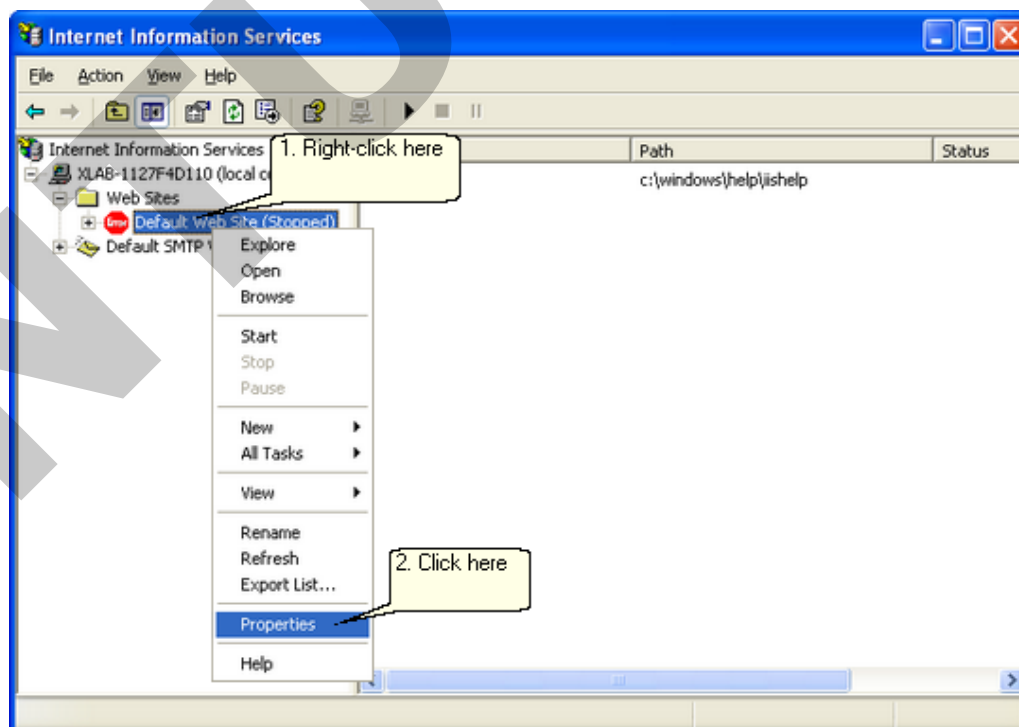 Internet Information Services
File Action View Help
Internet Information Services
1. Right-click here
Path
Status
XLAB-1127F4D110 (local
c:\windows\help\iishelp
Web Sites
Error
Default Web Site (Stopped)
Default SMTP
Explore
Open
Browse
Start
Stop
Pause
New
All Tasks
View
Rename
Refresh
Export List...
2. Click here
Properties
Help